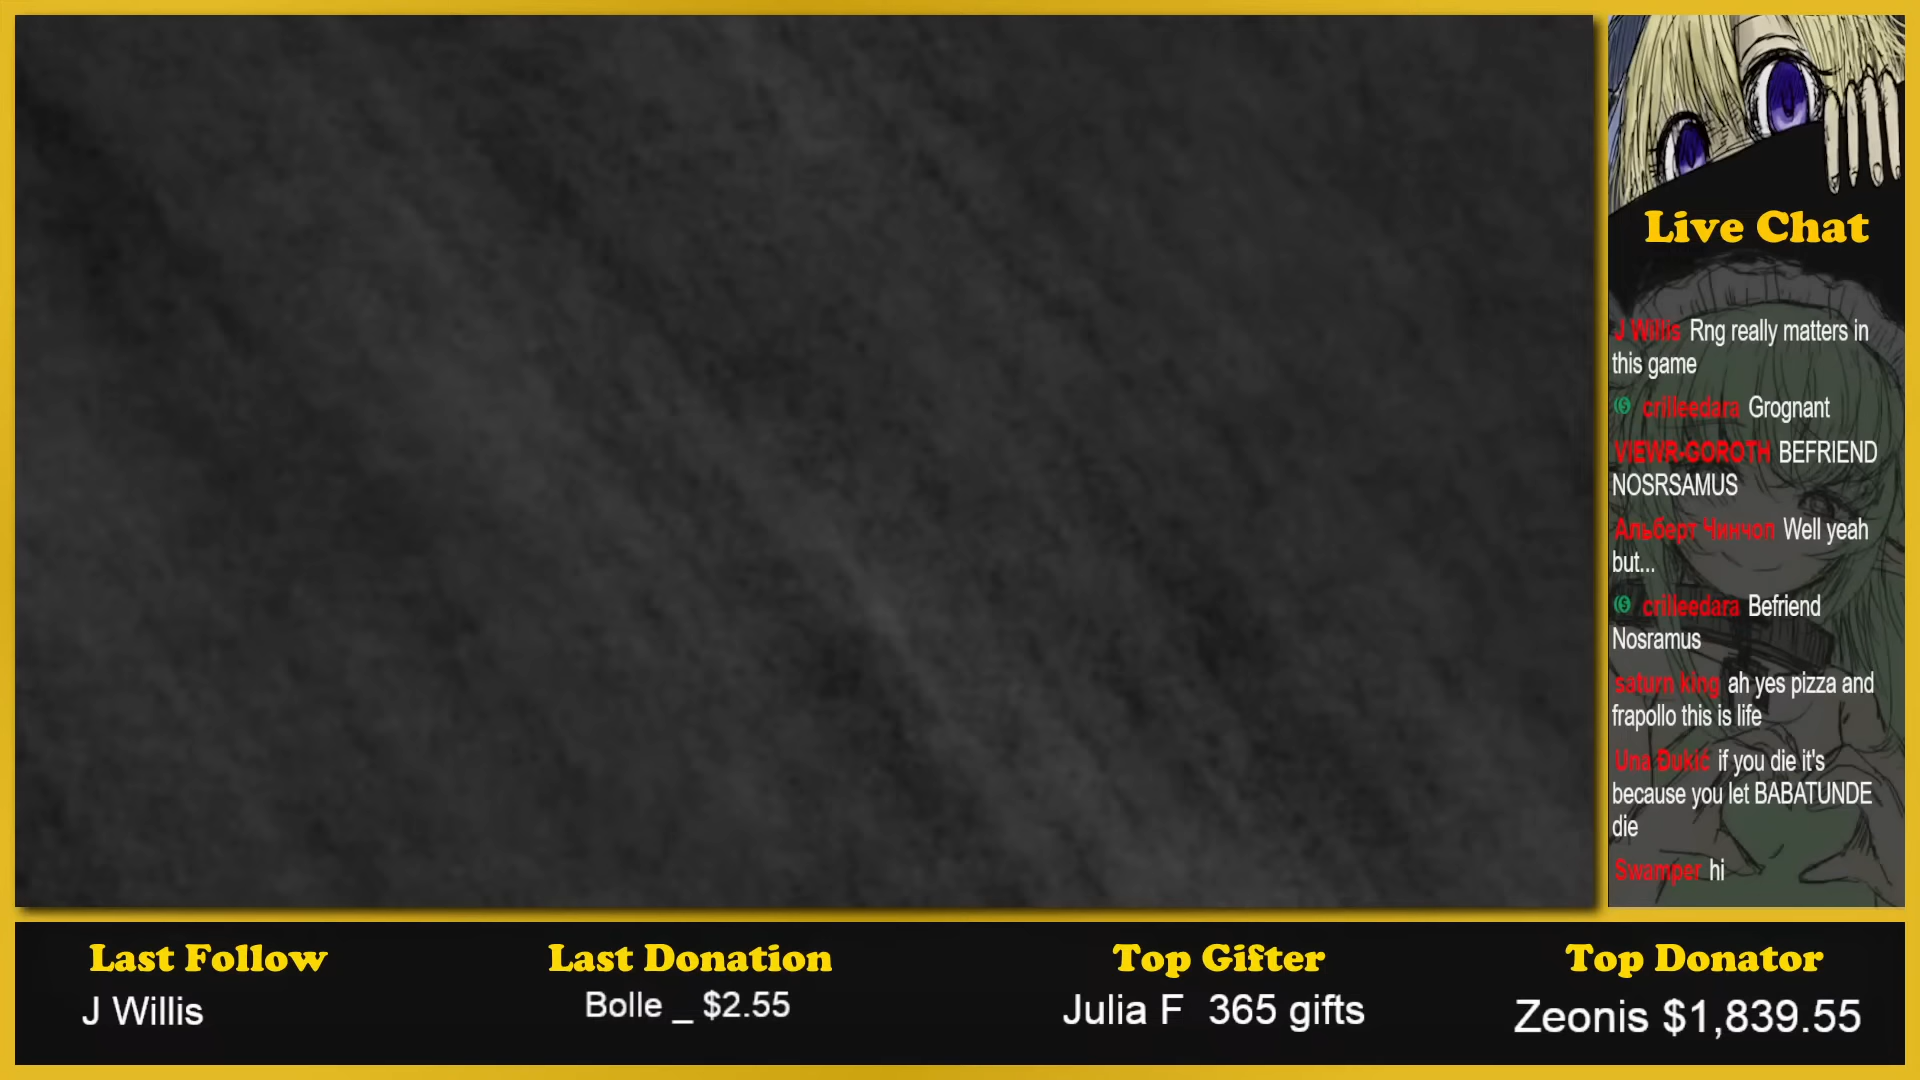 Live Chat
J Willis Rng really matters in
this game
crilleedara Grognant
VIEWR-GOROTH BEFRIEND
NOSRSAMUS
Альберт Чинчоп Well yeah
but...
crilleedara Befriend
Nosramus
saturn king ah yes pizza and
frapollo this is life
Una Đukić if you die it's
because you let BABATUNDE
die
Swamper hi
Last Follow
J Willis
Last Donation
Bolle _ $2.55
Top Gifter
Julia F 365 gifts
Top Donator
Zeonis $1,839.55